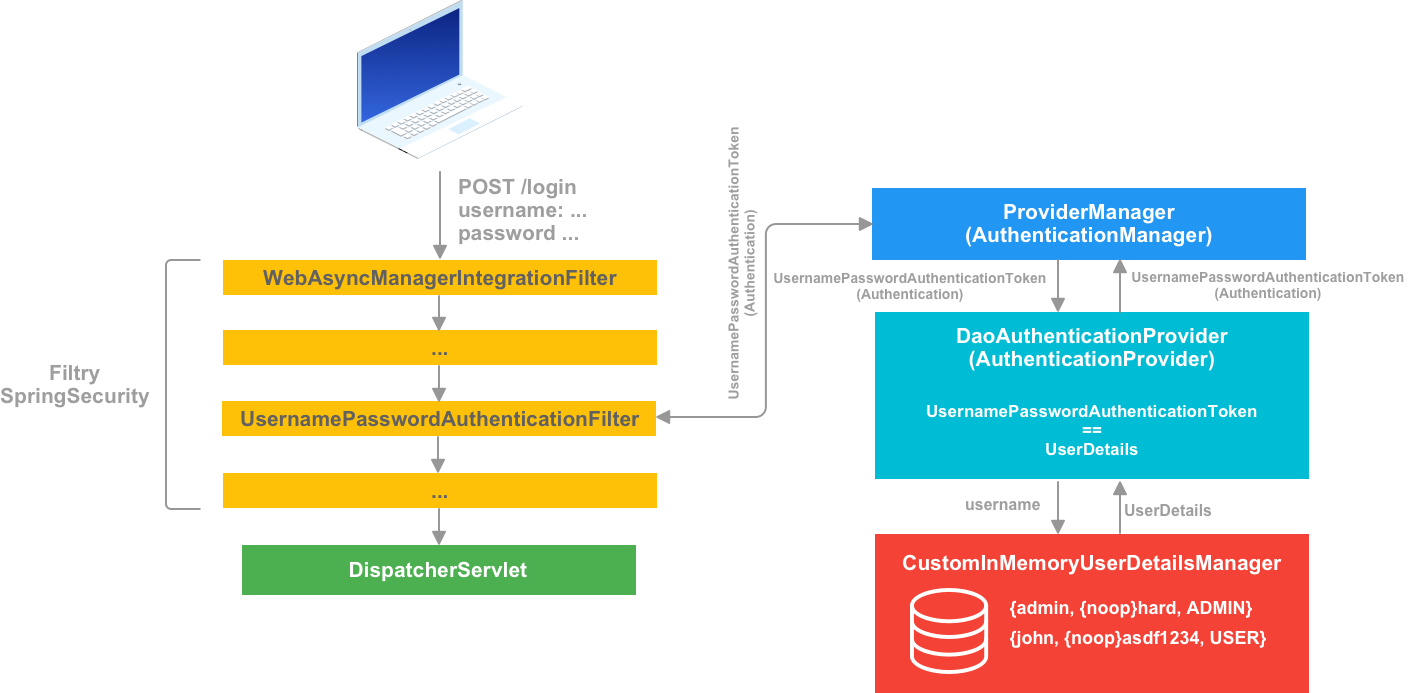 POST /login
username: ...
password ...
Filtry
SpringSecurity
WebAsyncManagerIntegrationFilter
...
UsernamePasswordAuthenticationFilter
...
DispatcherServlet
UsernamePasswordAuthenticationToken
(Authentication)
ProviderManager
(AuthenticationManager)
UsernamePasswordAuthenticationToken
(Authentication)
UsernamePasswordAuthenticationToken
(Authentication)
DaoAuthenticationProvider
(AuthenticationProvider)
UsernamePasswordAuthenticationToken
==
UserDetails
username
UserDetails
CustomInMemoryUserDetailsManager
{admin, {noop}hard, ADMIN}
{john, {noop}asdf1234, USER}